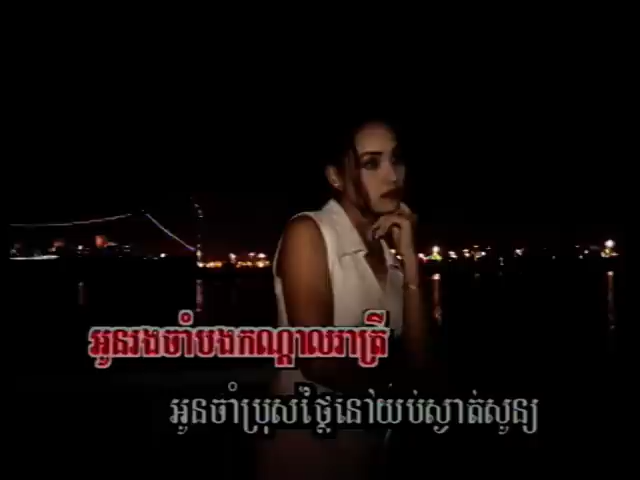 អូនរងចាំបងកណ្ដាលរាត្រី
អូនចាំប្រុសថ្លៃនៅយប់ស្ងាត់សូន្យ